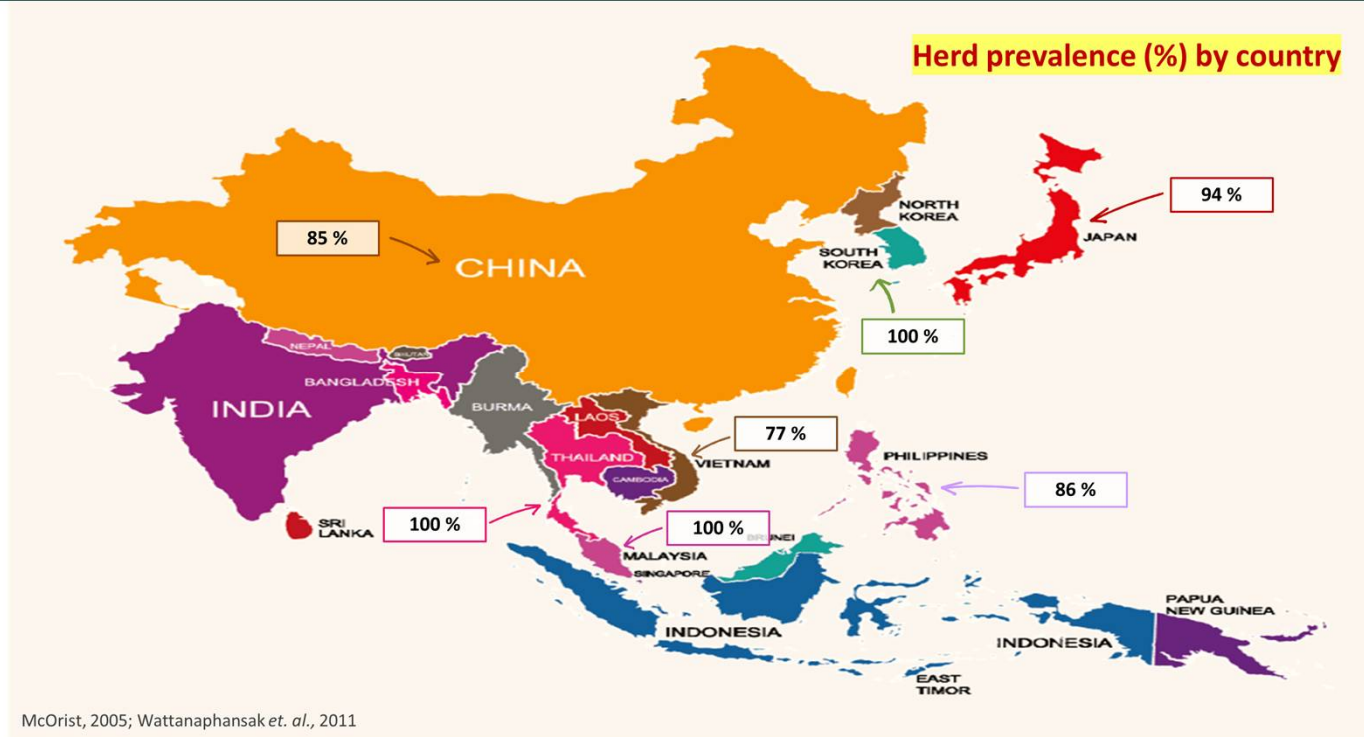 Herd prevalence (%) by country
94 %
NORTH
KOREA
85 %
JAPAN
SOUTH
KOREA
CHINA
100 %
NEPAL
BHUTAN
BANGLADESH
INDIA
BURMA
LAOS
77 %
THAILAND
VIETNAM
PHILIPPINES
CAMBODIA
86 %
SRI
LANKA
100 %
100 %
BRUNEI
MALAYSIA
SINGAPORE
PAPUA
NEW GUINEA
INDONESIA
INDONESIA
EAST
TIMOR
McOrist, 2005; Wattanaphansak et. al., 2011